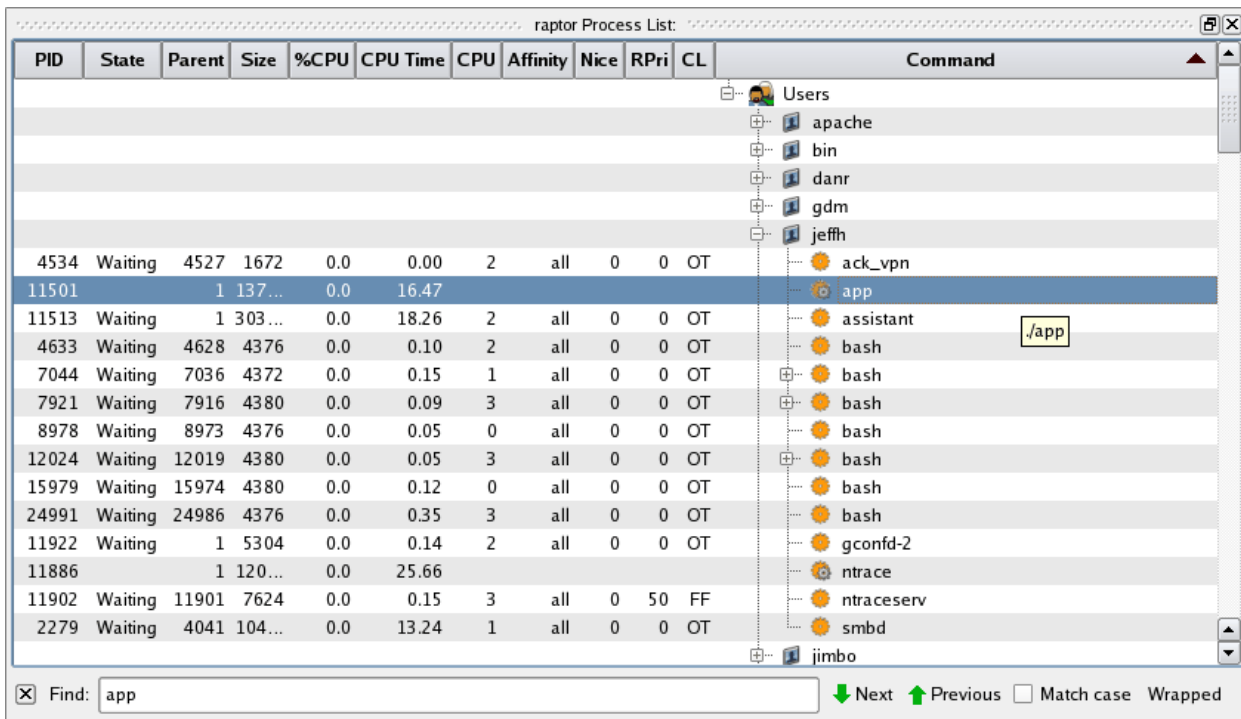 raptor Process List:
PID State Parent Size %CPU CPU Time CPU Affinity Nice RPri CL Command
Users
apache
bin
danr
gdm
jeffh
4534 Waiting 4527 1672 0.0 0.00 2 all 0 0 OT ack_vpn
11501 1 137... 0.0 16.47 app
11513 Waiting 1 303... 0.0 18.26 2 all 0 0 OT assistant
./app
4633 Waiting 4628 4376 0.0 0.10 2 all 0 0 OT bash
7044 Waiting 7036 4372 0.0 0.15 1 all 0 0 OT bash
7921 Waiting 7916 4380 0.0 0.09 3 all 0 0 OT bash
8978 Waiting 8973 4376 0.0 0.05 0 all 0 0 OT bash
12024 Waiting 12019 4380 0.0 0.05 3 all 0 0 OT bash
15979 Waiting 15974 4380 0.0 0.12 0 all 0 0 OT bash
24991 Waiting 24986 4376 0.0 0.35 3 all 0 0 OT bash
11922 Waiting 1 5304 0.0 0.14 2 all 0 0 OT gconfd-2
11886 1 120... 0.0 25.66 ntrace
11902 Waiting 11901 7624 0.0 0.15 3 all 0 50 FF ntraceserv
2279 Waiting 4041 104... 0.0 13.24 1 all 0 0 OT smbd
jimbo
Find: app Next Previous Match case Wrapped